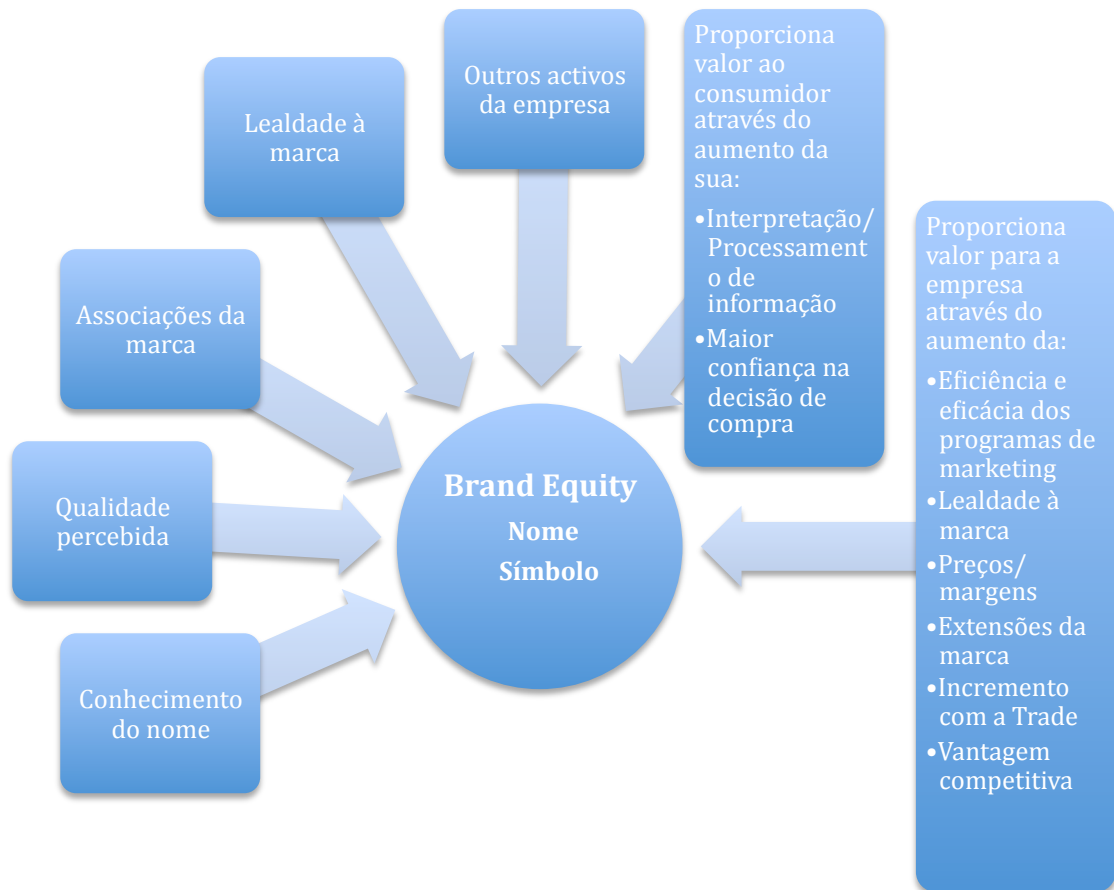 Outros activos
da empresa
Lealdade à
marca
Associações da
marca
Qualidade
percebida
Conhecimento
do nome
Brand Equity
Nome
Símbolo
Proporciona
valor ao
consumidor
através do
aumento da
sua:
•Interpretação/
Processament
o de
informação
•Maior
confiança na
decisão de
compra
Proporciona
valor para a
empresa
através do
aumento da:
•Eficiência e
eficácia dos
programas de
marketing
•Lealdade à
marca
•Preços/
margens
•Extensões da
marca
•Incremento
com a Trade
•Vantagem
competitiva